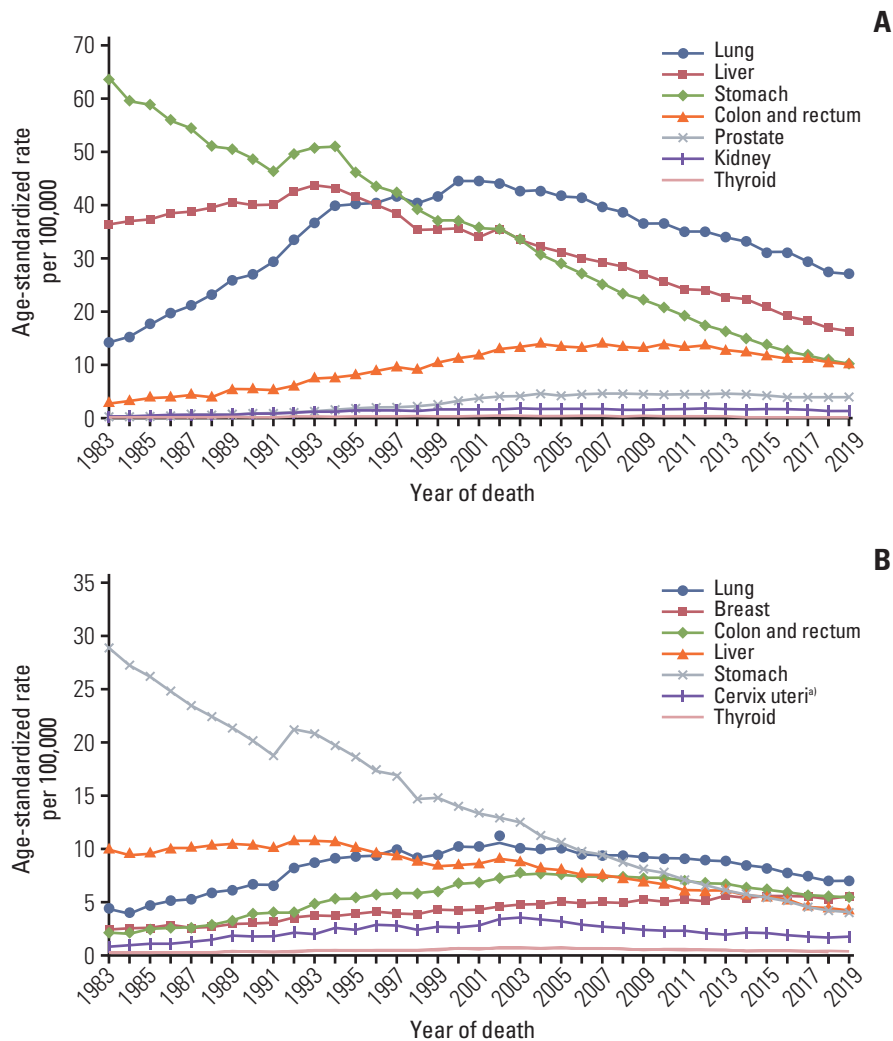 A
70
60
50
40
30
20
10
0
Age-standardized rate
per 100,000
Lung
Liver
Stomach
Colon and rectum
Prostate
Kidney
Thyroid
1983 1985 1987 1989 1991 1993 1995 1997 1999 2001 2003 2005 2007 2009 2011 2013 2015 2017 2019
Year of death
B
35
30
25
20
15
10
5
0
Age-standardized rate
per 100,000
Lung
Breast
Colon and rectum
Liver
Stomach
Cervix uteri a)
Thyroid
1983 1985 1987 1989 1991 1993 1995 1997 1999 2001 2003 2005 2007 2009 2011 2013 2015 2017 2019
Year of death